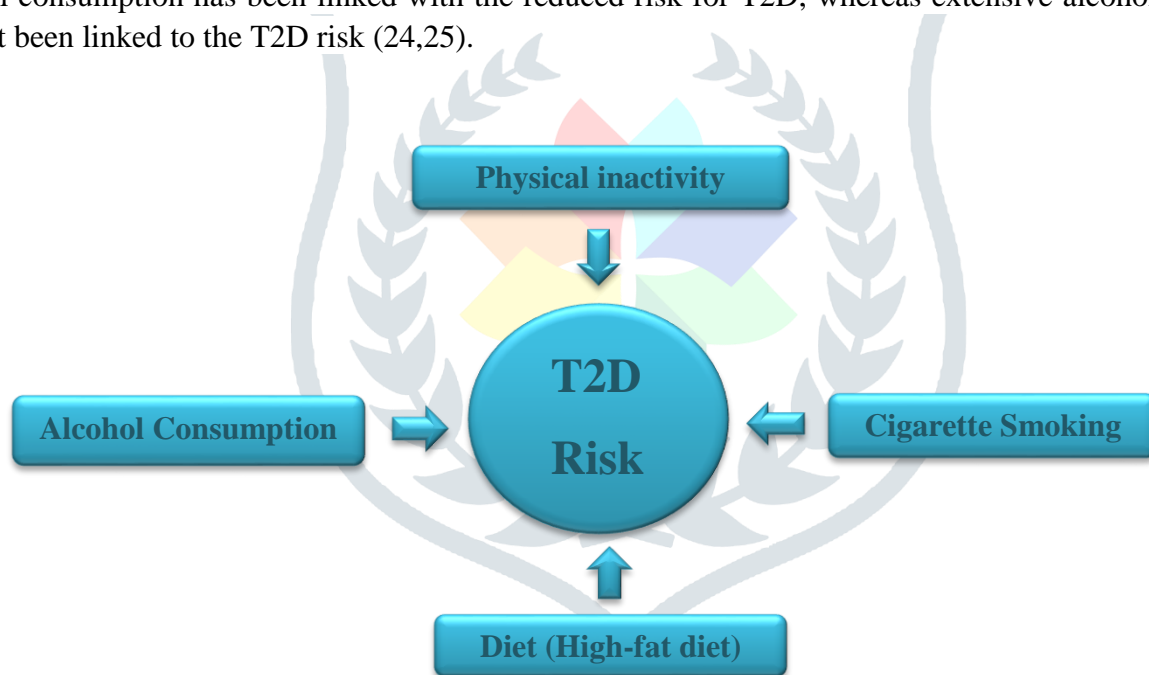 consumption has been linked with the reduced risk for T2D, whereas extensive alcohol
been linked to the T2D risk (24,25).
Physical inactivity
T2D
Risk
Alcohol Consumption
Cigarette Smoking
Diet (High-fat diet)